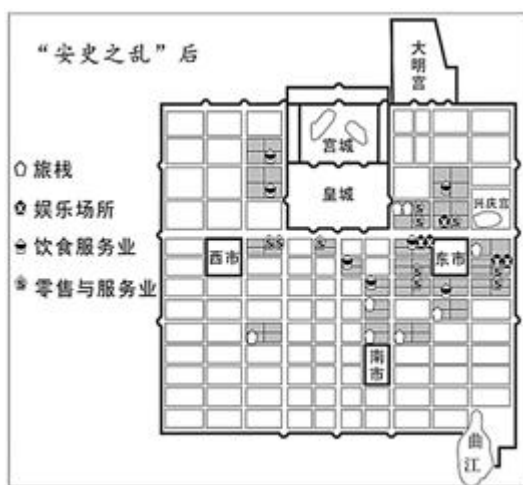 “安史之乱”后
大明宫
宫城
皇城
兴庆宫
旅栈
娱乐场所
饮食服务业
零售与服务业
西市
东市
南市
曲江